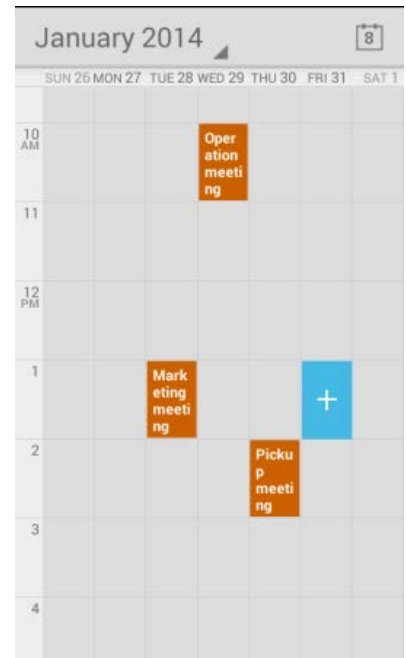 January 2014
8
SUN 26 MON 27 TUE 28 WED 29 THU 30 FRI 31 SAT 1
10
AM
Oper
ation
meeti
ng
11
12
PM
1
Mark
eting
meeti
ng
+
2
Picku
p
meeti
ng
3
4